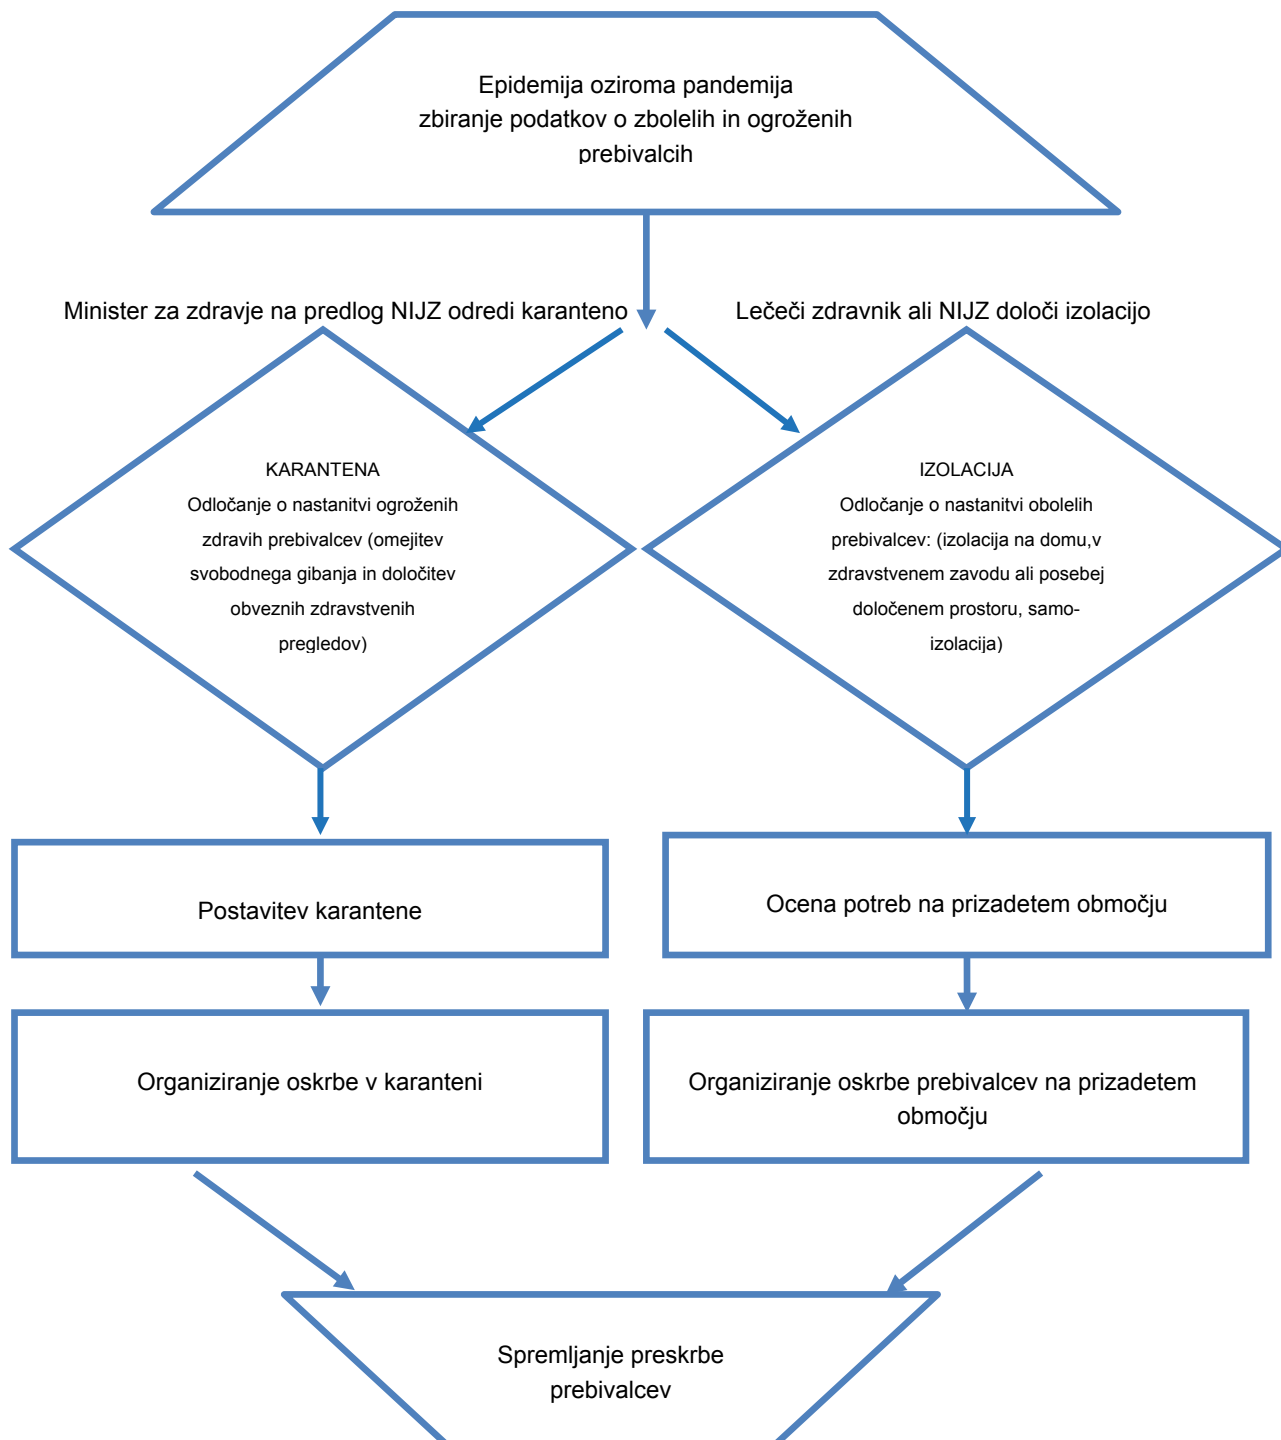 Epidemija oziroma pandemija
zbiranje podatkov o zbolelih in ogroženih
prebivalcih
Minister za zdravje na predlog NIJZ odredi karanteno
Lečeči zdravnik ali NIJZ določi izolacijo
KARANTENA
Odločanje o nastanitvi ogroženih
zdravih prebivalcev (omejitev
svobodnega gibanja in določitev
obveznih zdravstvenih
pregledov)
IZOLACIJA
Odločanje o nastanitvi obolelih
prebivalcev: (izolacija na domu,v
zdravstvenem zavodu ali posebej
določenem prostoru, samo-
izolacija)
Postavitev karantene
Ocena potreb na prizadetem območju
Organiziranje oskrbe v karanteni
Organiziranje oskrbe prebivalcev na prizadetem
območju
Spremljanje preskrbe
prebivalcev